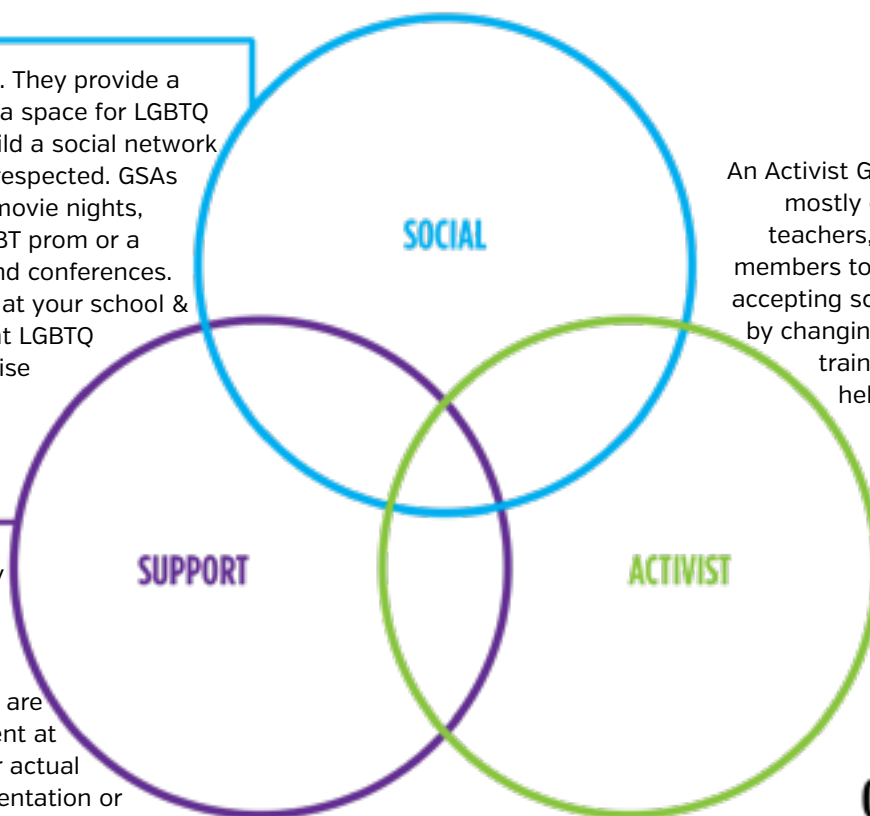 . They provide a
a space for LGBTQ
ild a social network
respected. GSAs
movie nights,
BT prom or a
nd conferences.
at your school &
t LGBTQ
ise
SOCIAL
An Activist G
mostly
teachers,
members to
accepting sc
by changin
train
hel
SUPPORT
ACTIVIST
y
are
ent at
r actual
entation or